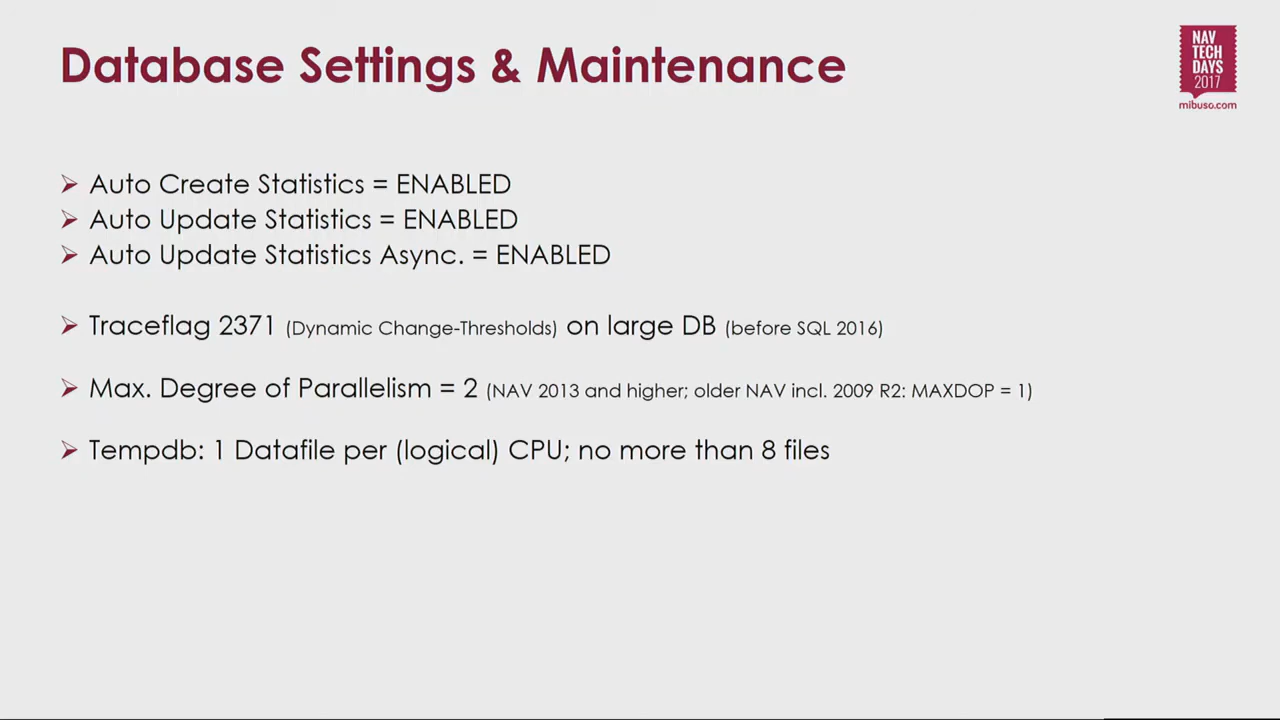 Database Settings & Maintenance
NAV
TECH
DAYS
2017
mibuso.com
Auto Create Statistics = ENABLED
Auto Update Statistics = ENABLED
Auto Update Statistics Async. = ENABLED
Traceflag 2371 (Dynamic Change-Thresholds) on large DB (before SQL 2016)
Max. Degree of Parallelism = 2 (NAV 2013 and higher; older NAV incl. 2009 R2: MAXDOP = 1)
Tempdb: 1 Datafile per (logical) CPU; no more than 8 files